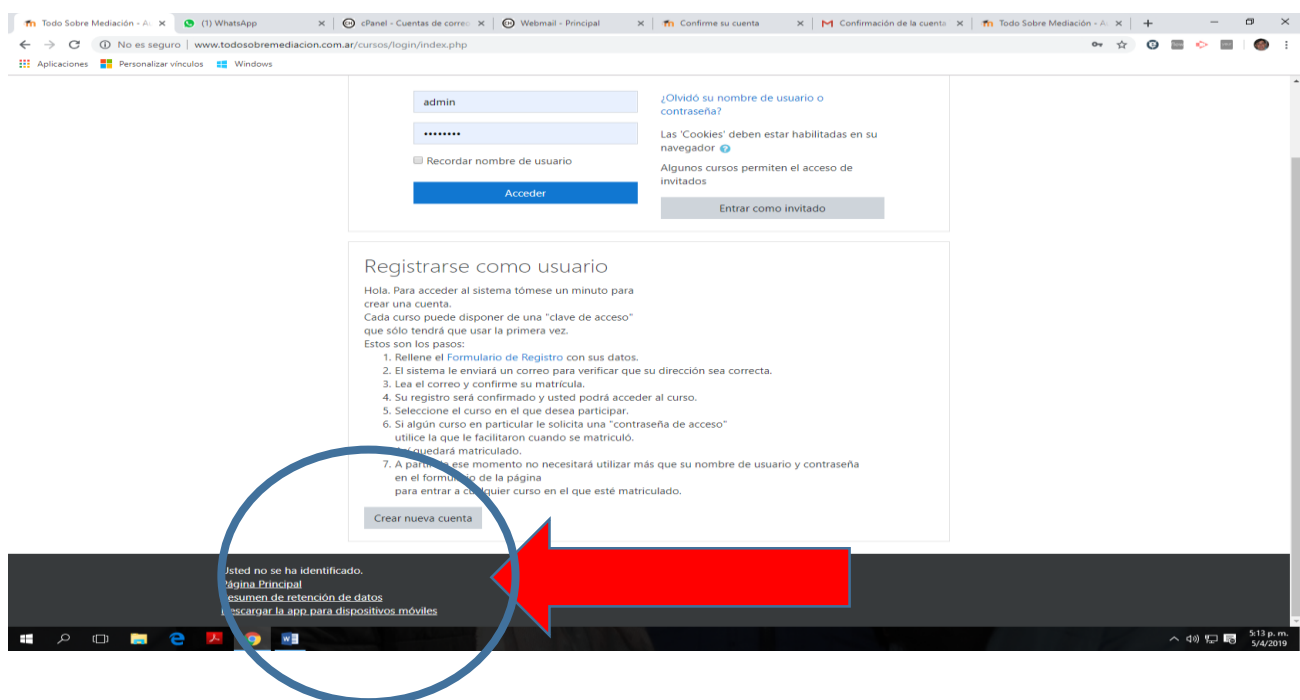 Todo Sobre Mediación - Au
(1) WhatsApp
cPanel - Cuentas de correo
Webmail - Principal
Confirme su cuenta
Confirmación de la cuenta
Todo Sobre Mediación - Au
No es seguro | www.todosobremediacion.com.ar/cursos/login/index.php
Aplicaciones Personalizar vínculos Windows
admin
••••••••
Recordar nombre de usuario
Acceder
¿Olvidó su nombre de usuario o
contraseña?
Las 'Cookies' deben estar habilitadas en su
navegador
Algunos cursos permiten el acceso de
invitados
Entrar como invitado
Registrarse como usuario
Hola. Para acceder al sistema tómese un minuto para
crear una cuenta.
Cada curso puede disponer de una "clave de acceso"
que sólo tendrá que usar la primera vez.
Estos son los pasos:
1. Rellene el Formulario de Registro con sus datos.
2. El sistema le enviará un correo para verificar que su dirección sea correcta.
3. Lea el correo y confirme su matrícula.
4. Su registro será confirmado y usted podrá acceder al curso.
5. Seleccione el curso en el que desea participar.
6. Si algún curso en particular le solicita una "contraseña de acceso"
utilice la que le facilitaron cuando se matriculó.
quedará matriculado.
7. A partir de ese momento no necesitará utilizar más que su nombre de usuario y contraseña
en el formulario de la página
para entrar a cualquier curso en el que esté matriculado.
Crear nueva cuenta
Usted no se ha identificado.
Página Principal
Resumen de retención de datos
Descargar la app para dispositivos móviles
5:13 p. m.
5/4/2019